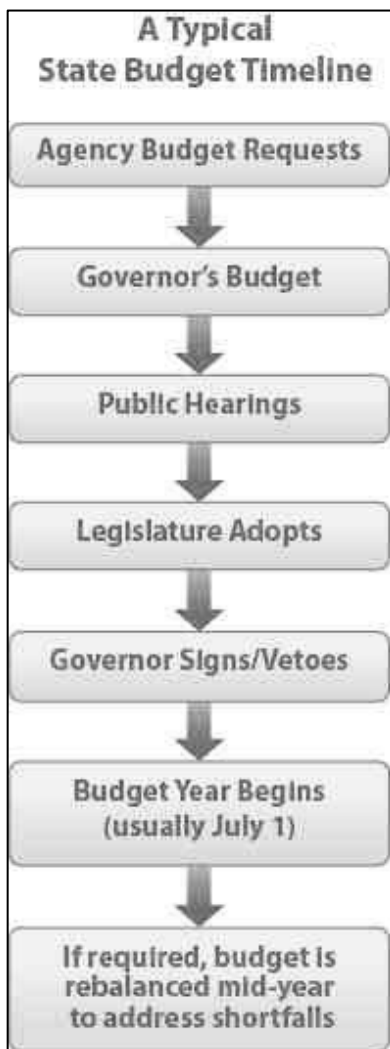 A Typical
State Budget Timeline
Agency Budget Requests
Governor's Budget
Public Hearings
Legislature Adopts
Governor Signs/Vetoes
Budget Year Begins
(usually July 1)
If required, budget is
rebalanced mid-year
to address shortfalls